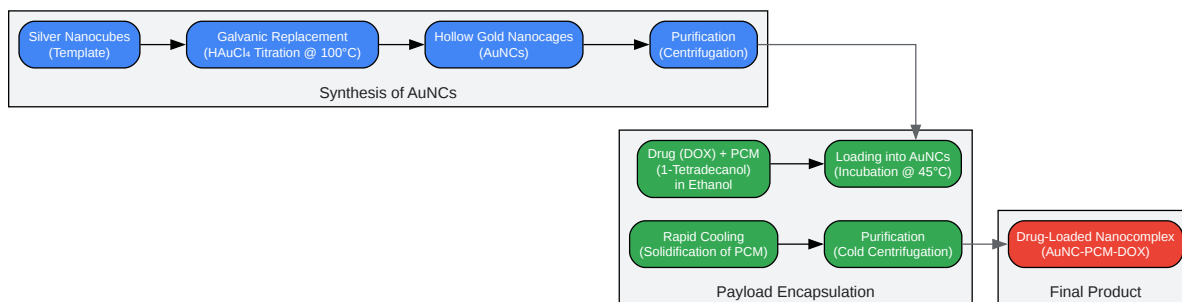 Silver Nanocubes
(Template)
Galvanic Replacement
(HAuCl₄ Titration @ 100°C)
Hollow Gold Nanocages
(AuNCs)
Purification
(Centrifugation)
Synthesis of AuNCs
Drug (DOX) + PCM
(1-Tetradecanol)
in Ethanol
Loading into AuNCs
(Incubation @ 45°C)
Rapid Cooling
(Solidification of PCM)
Purification
(Cold Centrifugation)
Payload Encapsulation
Drug-Loaded Nanocomplex
(AuNC-PCM-DOX)
Final Product